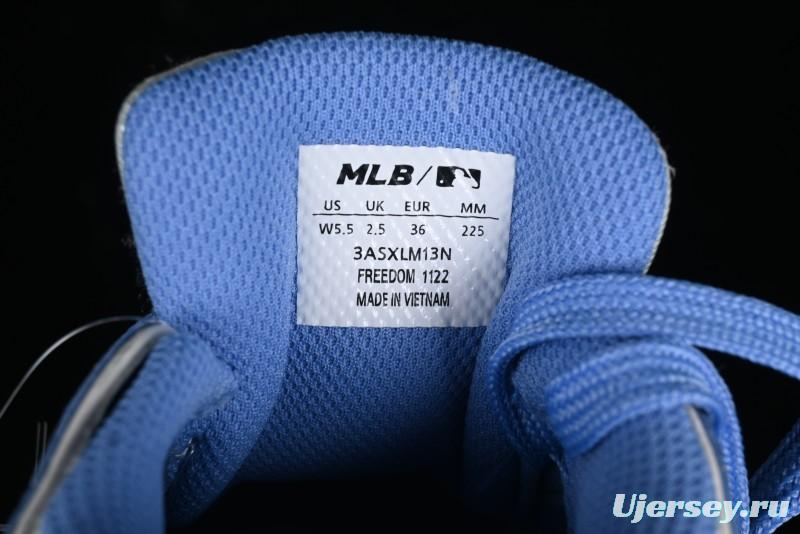 MLB/
US UK EUR MM
W5.5 2.5 36 225
3ASXLM13N
FREEDOM 1122
MADE IN VIETNAM
Ujersey.ru